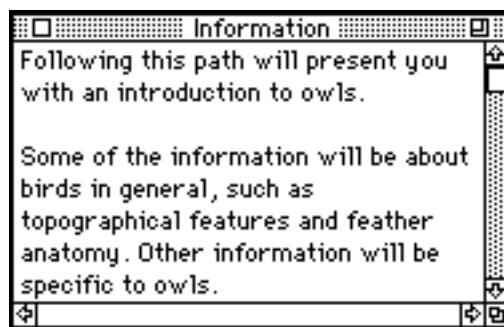 Information
Following this path will present you
with an introduction to owls.
Some of the information will be about
birds in general, such as
topographical features and feather
anatomy. Other information will be
specific to owls.